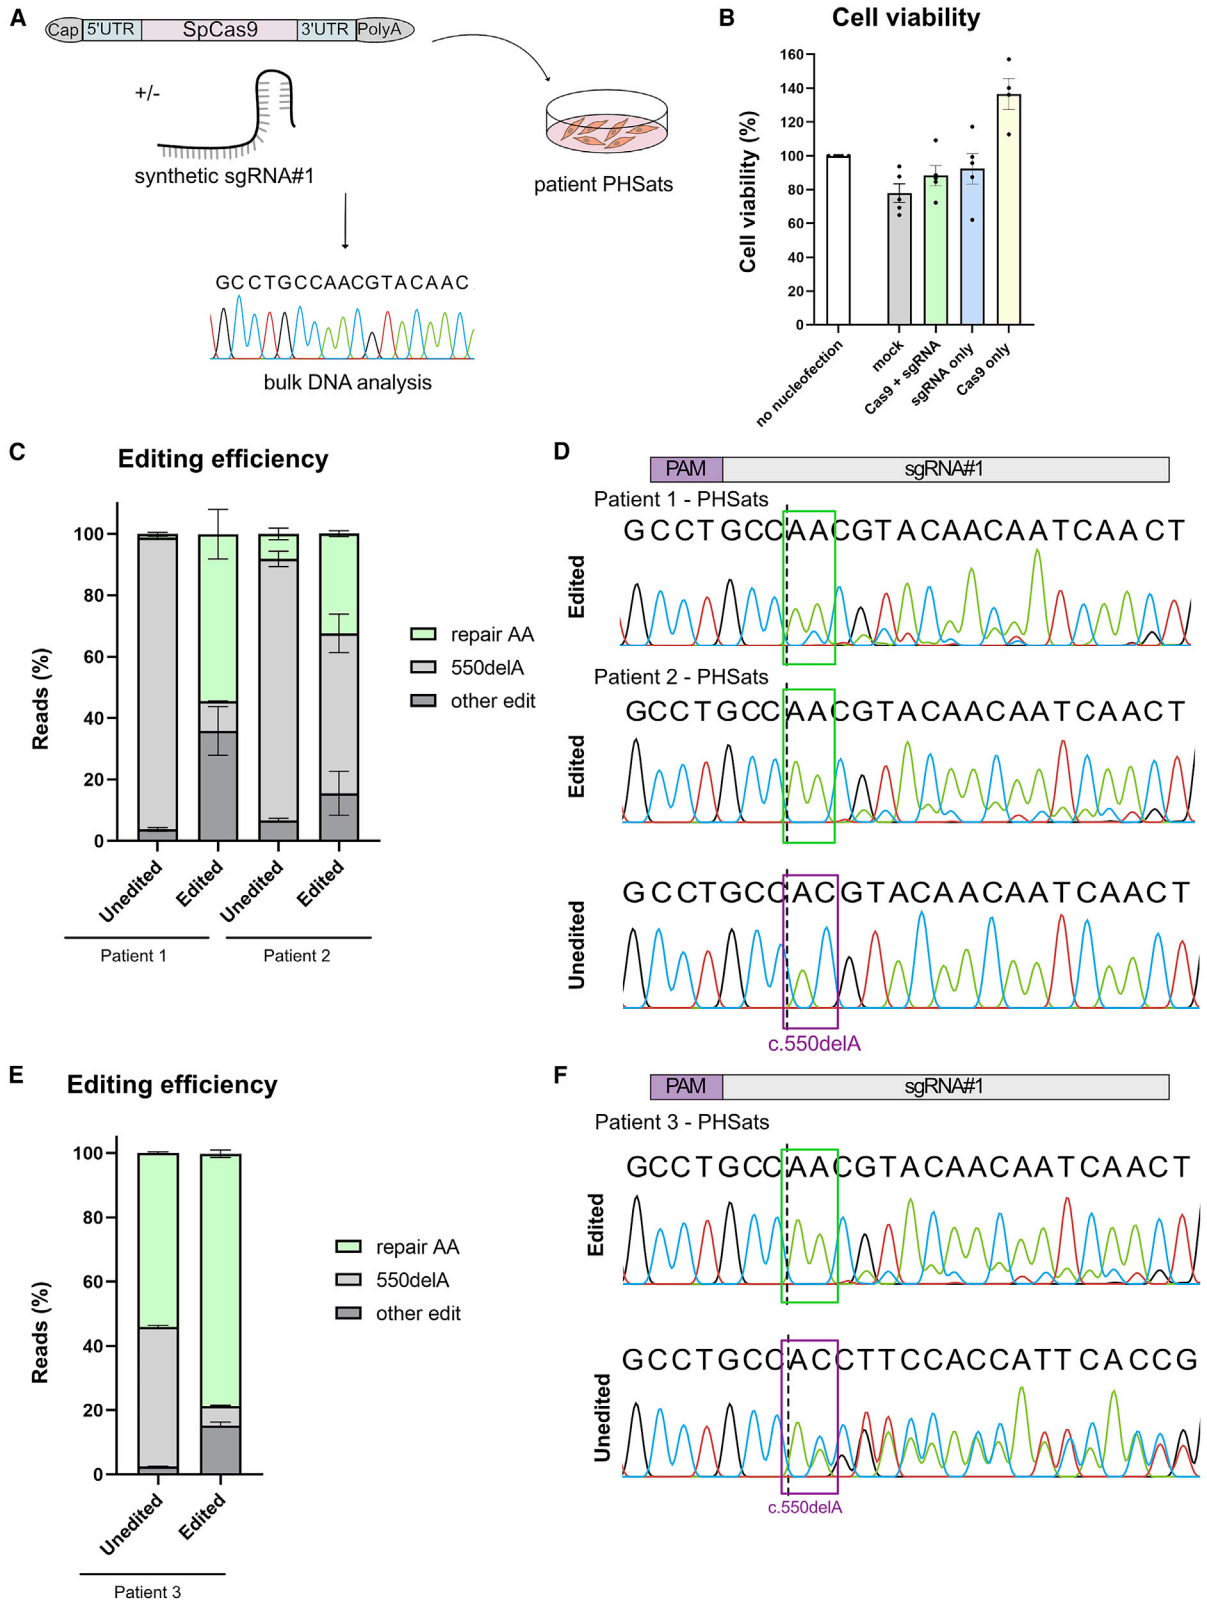 A
Cap 5'UTR SpCas9 3'UTR PolyA
+/-
synthetic sgRNA#1
patient PHSats
GCCTGCCAACGTACAAC
bulk DNA analysis
B
Cell viability
Cell viability (%)
160
140
120
100
80
60
40
20
0
no nucleofection
mock
Cas9 + sgRNA
sgRNA only
Cas9 only
C
Editing efficiency
Reads (%)
100
80
60
40
20
0
repair AA
550delA
other edit
Unedited
Edited
Unedited
Edited
Patient 1
Patient 2
D
PAM sgRNA#1
Patient 1 - PHSats
Edited
GCCTGCCAACGTACAACAATCAACT
Patient 2 - PHSats
Edited
GCCTGCCAACGTACAACAATCAACT
Unedited
GCCTGCCACGTACAACAATCAACT
c.550delA
E
Editing efficiency
Reads (%)
100
80
60
40
20
0
repair AA
550delA
other edit
Unedited
Edited
Patient 3
F
PAM sgRNA#1
Patient 3 - PHSats
Edited
GCCTGCCAACGTACAACAATCAACT
Unedited
GCCTGCCACCTTCCACCATTCACCG
c.550delA